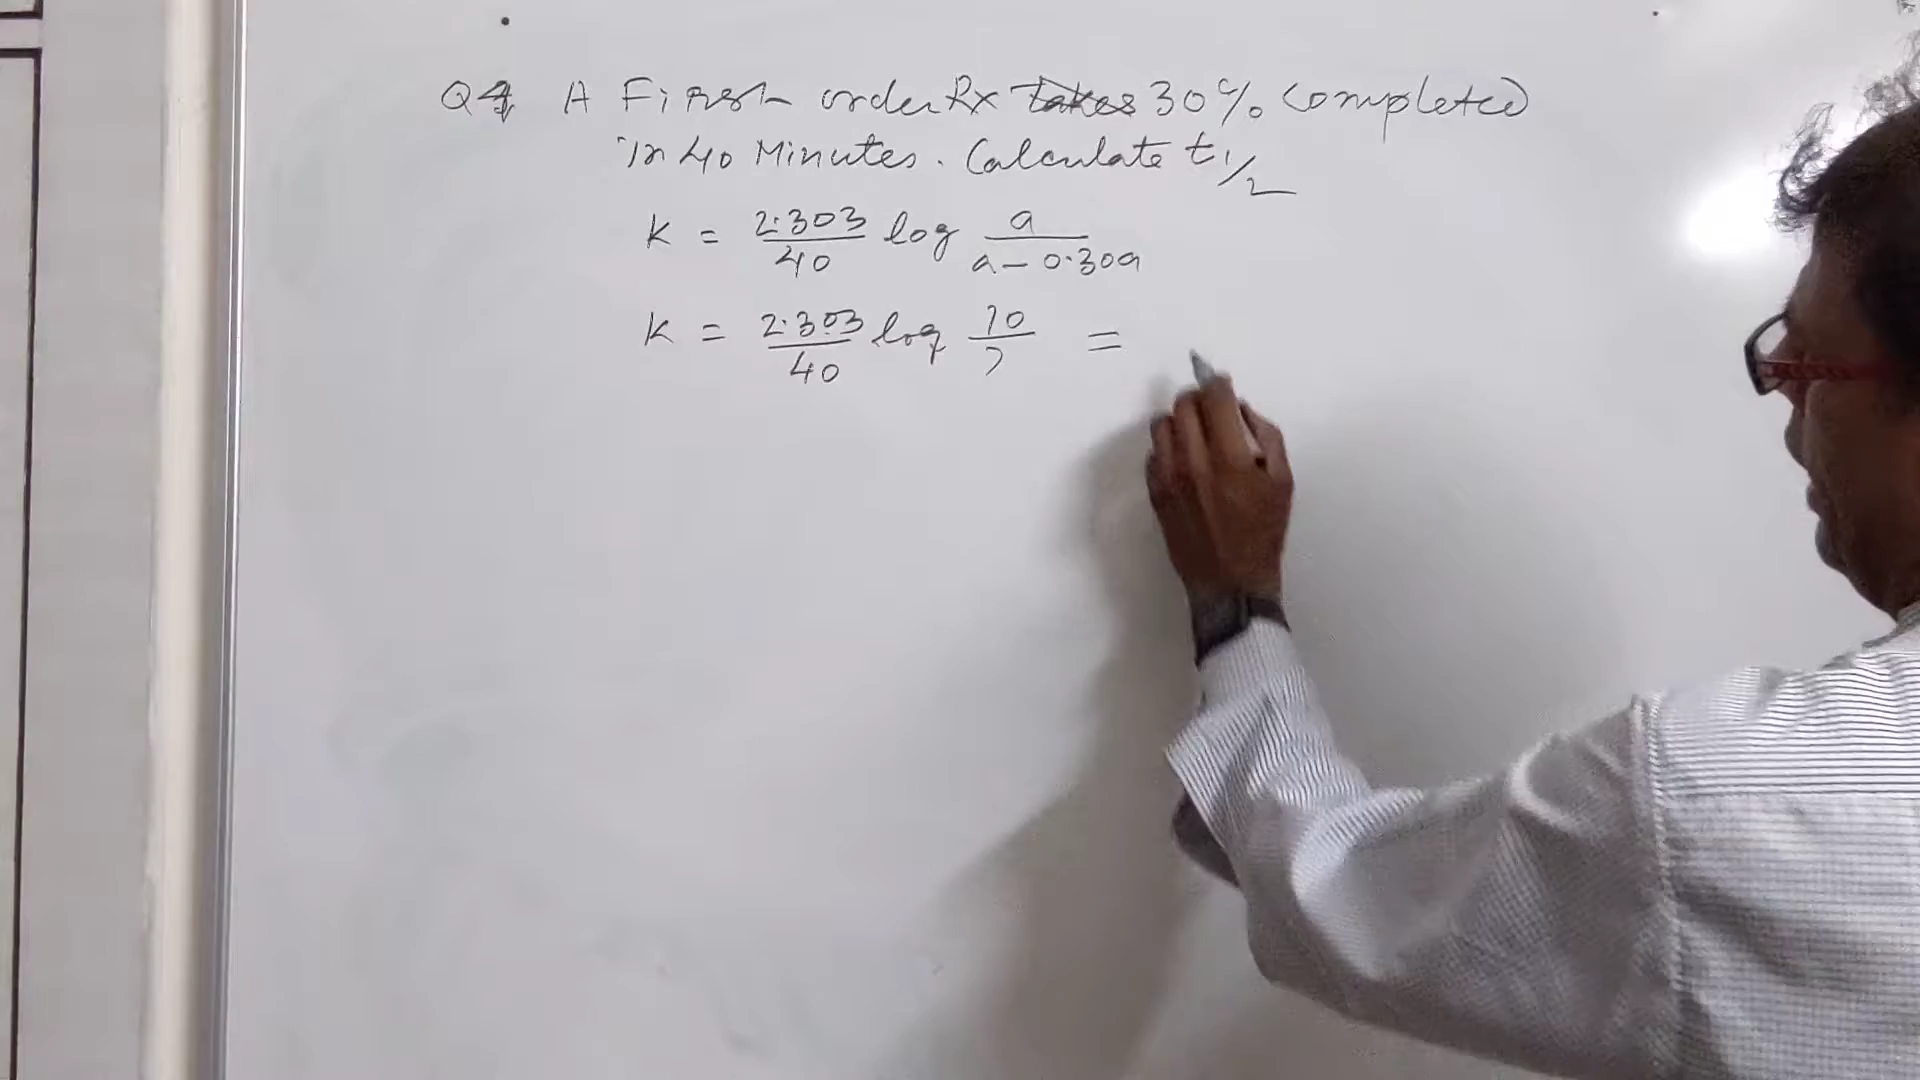 Q4 A First order Rx takes 30% Completed
in 40 Minutes. Calculate t1/2
K = 2.303/40 log a/a-0.30a
K = 2.303/40 log 10/7 =